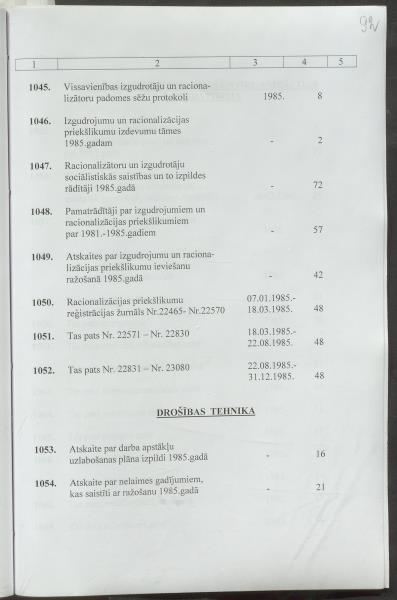 92
1 2 3 4 5
1045. Vissavienības izgudrotāju un raciona-
lizātoru padomes sēžu protokoli 1985. 8
1046. Izgudrojumu un racionalizācijas
priekšlikumu izdevumu tāmes
1985.gadam - 2
1047. Racionalizātoru un izgudrotāju
sociālistiskās saistības un to izpildes
rādītāji 1985.gadā - 72
1048. Pamatrādītāji par izgudrojumiem un
racionalizācijas priekšlikumiem
par 1981.-1985.gadiem - 57
1049. Atskaites par izgudrojumu un raciona-
lizācijas priekšlikumu ieviešanu
ražošanā 1985.gadā - 42
1050. Racionalizācijas priekšlikumu 07.01.1985.-
reģistrācijas žurnāls Nr.22465- Nr.22570 18.03.1985. 48
1051. Tas pats Nr. 22571 – Nr. 22830 18.03.1985.-
22.08.1985. 48
1052. Tas pats Nr. 22831 – Nr. 23080 22.08.1985.-
31.12.1985. 48
DROŠĪBAS TEHNIKA
1053. Atskaite par darba apstākļu
uzlabošanas plāna izpildi 1985.gadā - 16
1054. Atskaite par nelaimes gadījumiem,
kas saistīti ar ražošanu 1985.gadā - 21